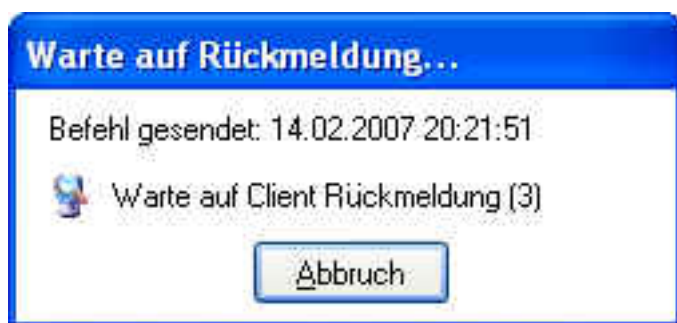 Warte auf Rückmeldung...
Befehl gesendet: 14.02.2007 20:21:51
Warte auf Client Rückmeldung (3)
Abbruch